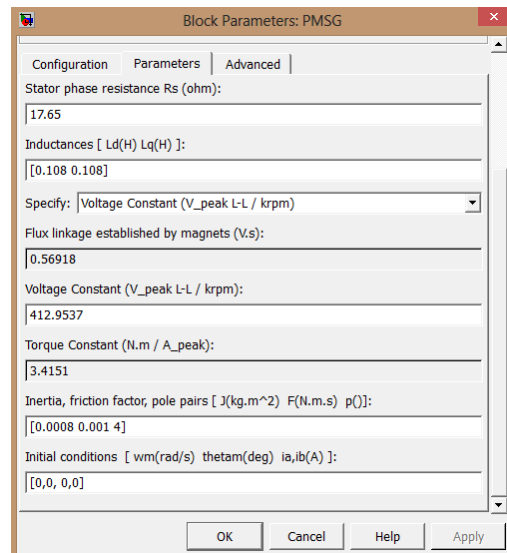 Block Parameters: PMSG
Configuration Parameters Advanced
Stator phase resistance Rs (ohm):
17.65
Inductances [ Ld(H) Lq(H) ]:
[0.108 0.108]
Specify: Voltage Constant (V_peak L-L / krpm)
Flux linkage established by magnets (V.s):
0.56918
Voltage Constant (V_peak L-L / krpm):
412.9537
Torque Constant (N.m / A_peak):
3.4151
Inertia, friction factor, pole pairs [ J(kg.m^2) F(N.m.s) p()]:
[0.0008 0.001 4]
Initial conditions [ wm(rad/s) thetam(deg) ia,ib(A) ]:
[0,0, 0,0]
OK Cancel Help Apply